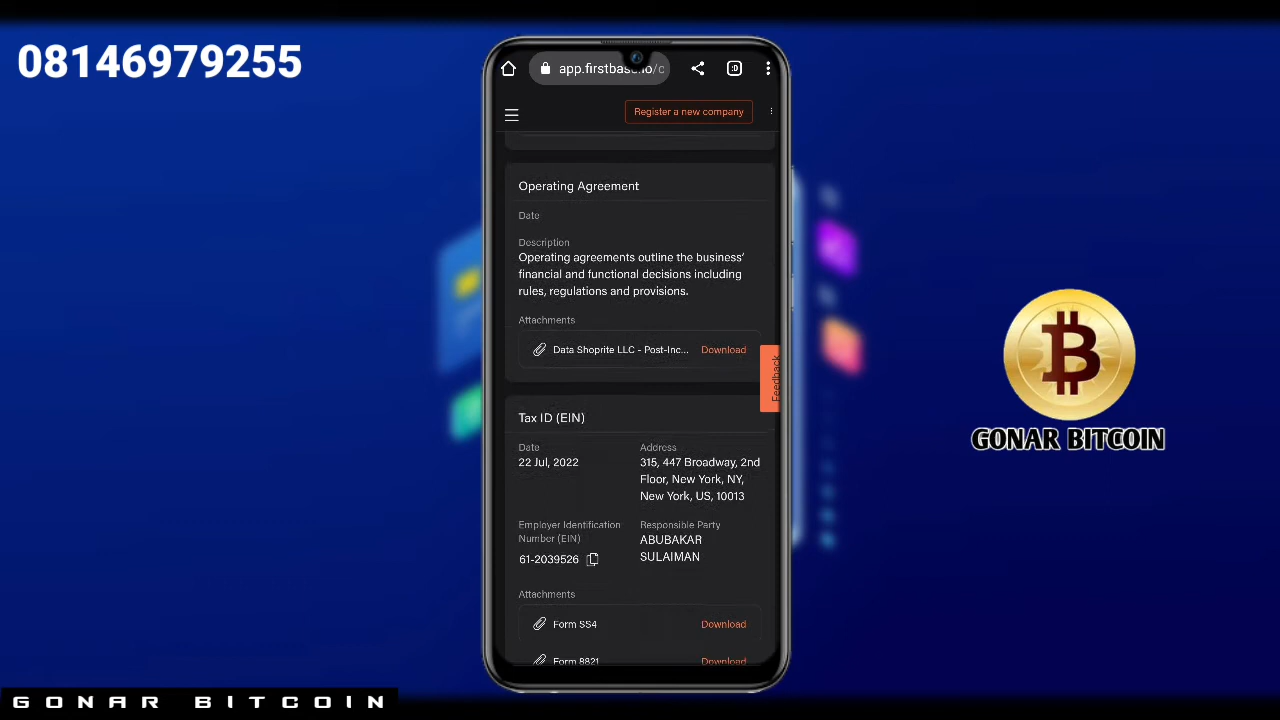 08146979255
app.firstbase.io/c
:0
Register a new company
Operating Agreement
Date
Description
Operating agreements outline the business'
financial and functional decisions including
rules, regulations and provisions.
Attachments
Data Shoprite LLC - Post-Inc... Download
Feedback
Tax ID (EIN)
Date
22 Jul, 2022
Address
315, 447 Broadway, 2nd
Floor, New York, NY,
New York, US, 10013
Employer Identification
Number (EIN)
61-2039526
Responsible Party
ABUBAKAR
SULAIMAN
Attachments
Form SS4 Download
Form 8821 Download
GONAR BITCOIN
GONAR BITCOIN